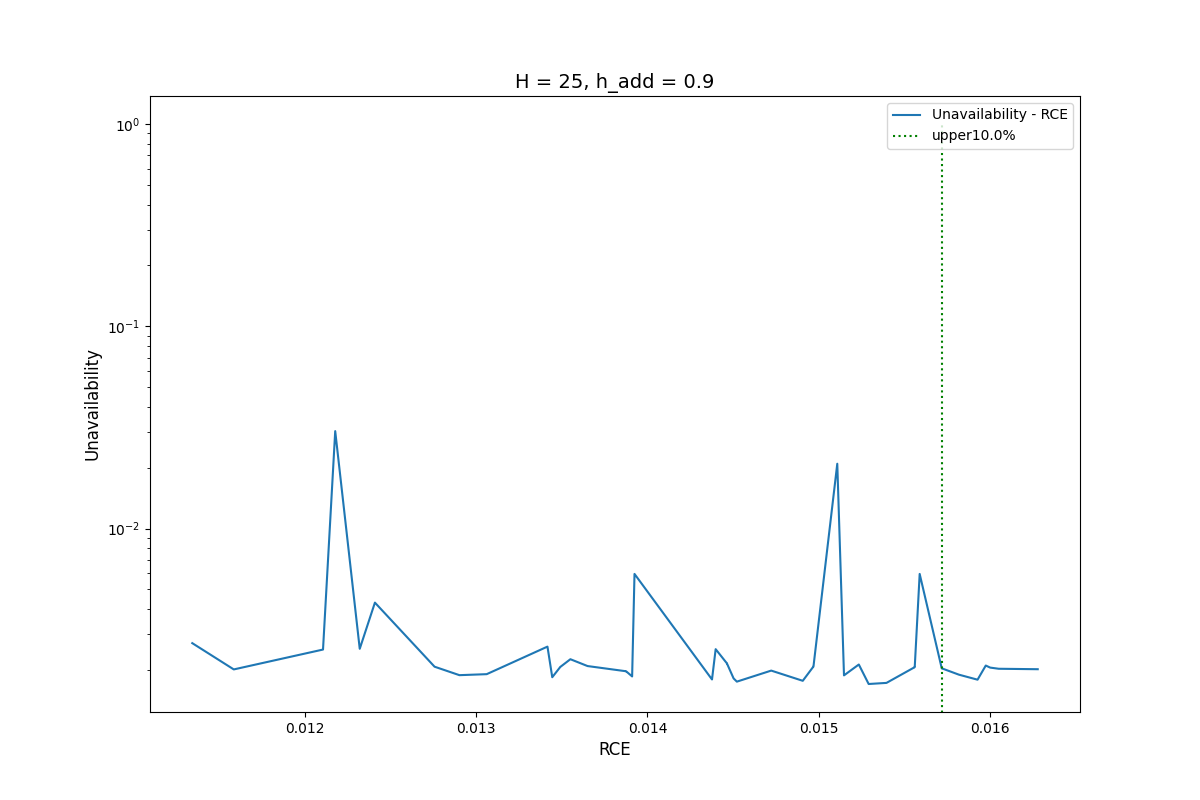 H = 25, h_add = 0.9
Unavailability - RCE
upper10.0%
10⁰
10⁻¹
10⁻²
Unavailability
0.012 0.013 0.014 0.015 0.016
RCE